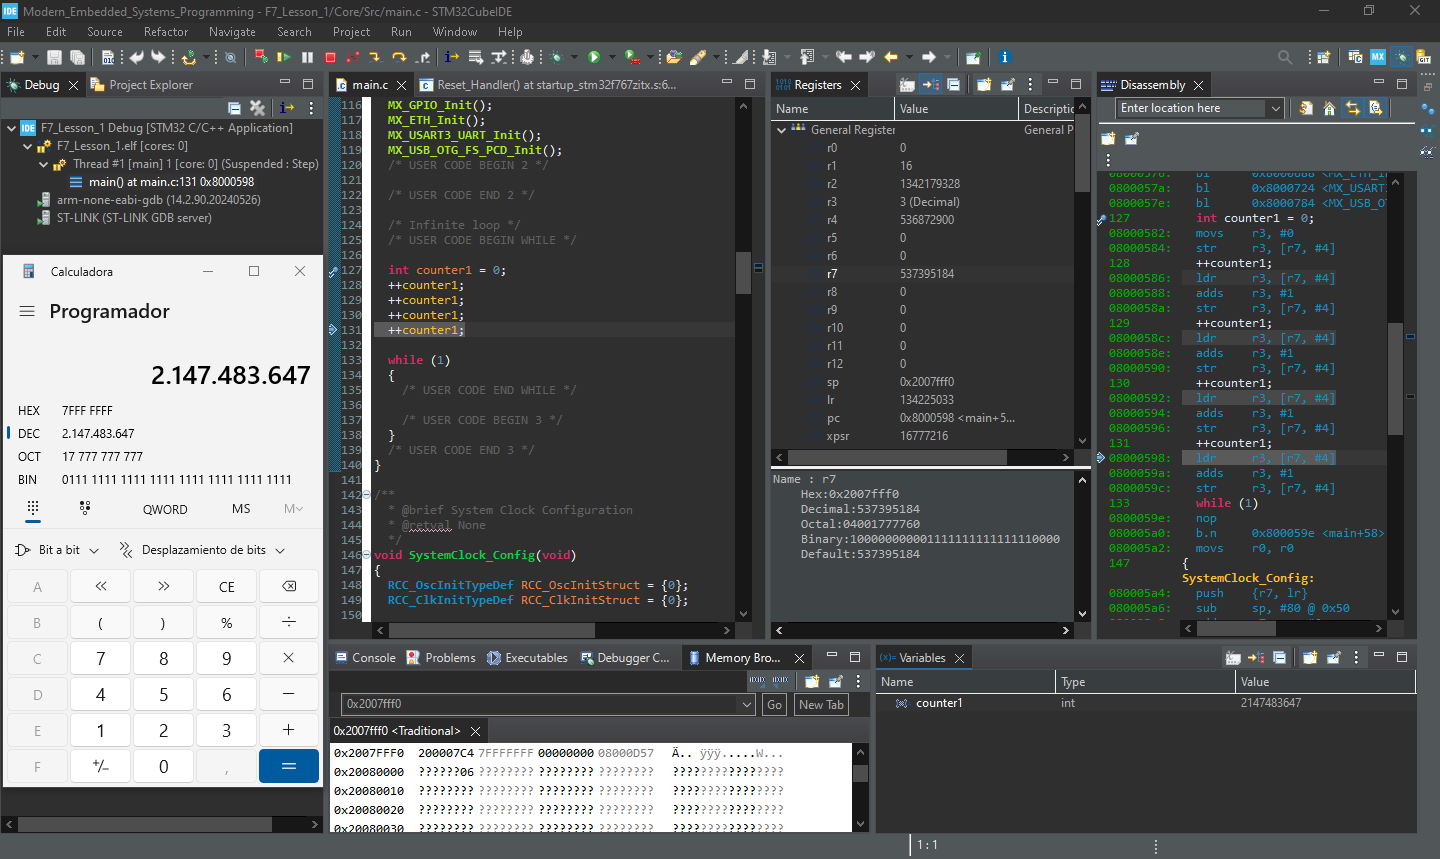 Modern_Embedded_Systems_Programming - F7_Lesson_1/Core/Src/main.c - STM32CubeIDE
File Edit Source Refactor Navigate Search Project Run Window Help
Debug Project Explorer
F7_Lesson_1 Debug [STM32 C/C++ Application]
F7_Lesson_1.elf [cores: 0]
Thread #1 [main] 1 [core: 0] (Suspended : Step)
main() at main.c:131 0x8000598
arm-none-eabi-gdb (14.2.90.20240526)
ST-LINK (ST-LINK GDB server)
Calculadora
Programador
2.147.483.647
HEX 7FFF FFFF
DEC 2.147.483.647
OCT 17 777 777 777
BIN 0111 1111 1111 1111 1111 1111 1111 1111
QWORD MS M
Bit a bit Desplazamiento de bits
A << >> CE
B ( ) % ÷
C 7 8 9 ×
D 4 5 6 −
E 1 2 3 +
F +/− 0 , =
main.c Reset_Handler() at startup_stm32f767zitx.s:6...
116 MX_GPIO_Init();
117 MX_ETH_Init();
118 MX_USART3_UART_Init();
119 MX_USB_OTG_FS_PCD_Init();
120 /* USER CODE BEGIN 2 */
121
122 /* USER CODE END 2 */
123
124 /* Infinite loop */
125 /* USER CODE BEGIN WHILE */
126
127 int counter1 = 0;
128 ++counter1;
129 ++counter1;
130 ++counter1;
131 ++counter1;
132
133 while (1)
134 {
135 /* USER CODE END WHILE */
136
137 /* USER CODE BEGIN 3 */
138 }
139 /* USER CODE END 3 */
140 }
141
142 /**
143 * @brief System Clock Configuration
144 * @retval None
145 */
146 void SystemClock_Config(void)
147 {
148 RCC_OscInitTypeDef RCC_OscInitStruct = {0};
149 RCC_ClkInitTypeDef RCC_ClkInitStruct = {0};
150
Registers
Name Value Descriptio
General Register General P
r0 0
r1 16
r2 1342179328
r3 3 (Decimal)
r4 536872900
r5 0
r6 0
r7 537395184
r8 0
r9 0
r10 0
r11 0
r12 0
sp 0x2007fff0
lr 134225033
pc 0x8000598 <main+5...
xpsr 16777216
Name : r7
Hex:0x2007fff0
Decimal:537395184
Octal:04001777760
Binary:100000000001111111111111110000
Default:537395184
Disassembly
Enter location here
08000576: bl 0x8000688 <MX_ETH_I
0800057a: bl 0x8000724 <MX_USART3
0800057e: bl 0x8000784 <MX_USB_OT
127 int counter1 = 0;
08000582: movs r3, #0
08000584: str r3, [r7, #4]
128 ++counter1;
08000586: ldr r3, [r7, #4]
08000588: adds r3, #1
0800058a: str r3, [r7, #4]
129 ++counter1;
0800058c: ldr r3, [r7, #4]
0800058e: adds r3, #1
08000590: str r3, [r7, #4]
130 ++counter1;
08000592: ldr r3, [r7, #4]
08000594: adds r3, #1
08000596: str r3, [r7, #4]
131 ++counter1;
08000598: ldr r3, [r7, #4]
0800059a: adds r3, #1
0800059c: str r3, [r7, #4]
133 while (1)
0800059e: nop
080005a0: b.n 0x800059e <main+58>
080005a2: movs r0, r0
147 {
SystemClock_Config:
080005a4: push {r7, lr}
080005a6: sub sp, #80 @ 0x50
Console Problems Executables Debugger C... Memory Bro...
0x2007fff0 Go New Tab
0x2007fff0 <Traditional>
0x2007FFF0 200007C4 7FFFFFFF 00000000 08000D57 Ä.. ÿÿÿ.....W...
0x20080000 ??????06 ???????? ???????? ???????? ????????????????
0x20080010 ???????? ???????? ???????? ???????? ????????????????
0x20080020 ???????? ???????? ???????? ???????? ????????????????
0x20080030 ???????? ???????? ???????? ???????? ????????????????
Variables
Name Type Value
counter1 int 2147483647
1 : 1